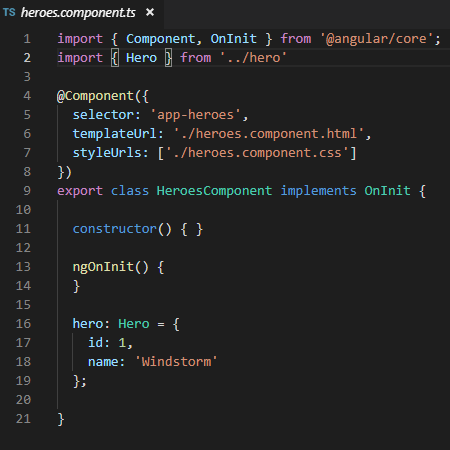 TS heroes.component.ts ×
1 import { Component, OnInit } from '@angular/core';
2 import { Hero } from '../hero'
3
4 @Component({
5   selector: 'app-heroes',
6   templateUrl: './heroes.component.html',
7   styleUrls: ['./heroes.component.css']
8 })
9 export class HeroesComponent implements OnInit {
10
11   constructor() { }
12
13   ngOnInit() {
14   }
15
16   hero: Hero = {
17     id: 1,
18     name: 'Windstorm'
19   };
20
21 }